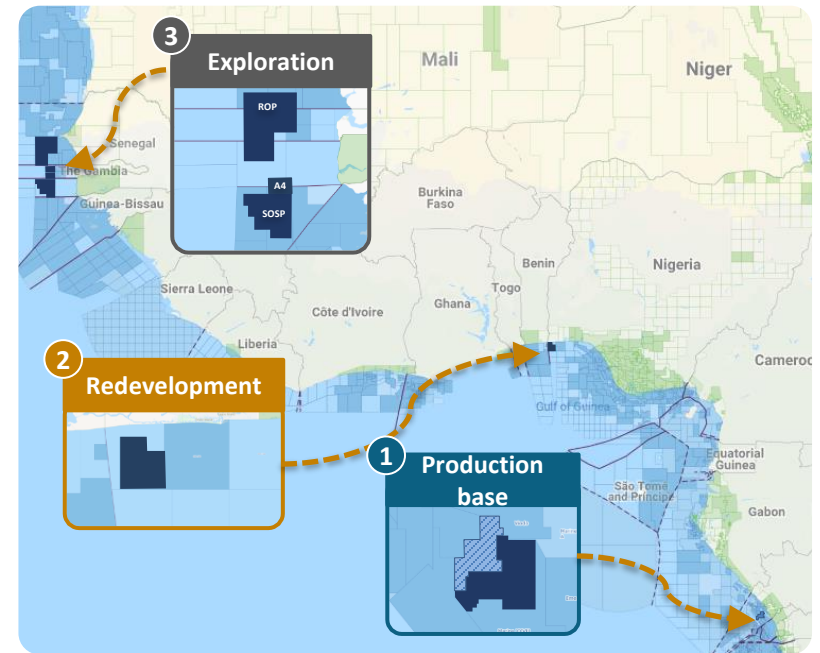 3
Exploration
ROP
A4
SOSP
Mali
Niger
Senegal
The Gambia
Guinea-Bissau
Burkina
Faso
Benin
Nigeria
Togo
Ghana
Sierra Leone
Côte d'Ivoire
Liberia
Cameroo
2
Redevelopment
Gulf of Guinea
1
Production
base
Equatorial
Guinea
São Tomé
and Príncipe
Gabon